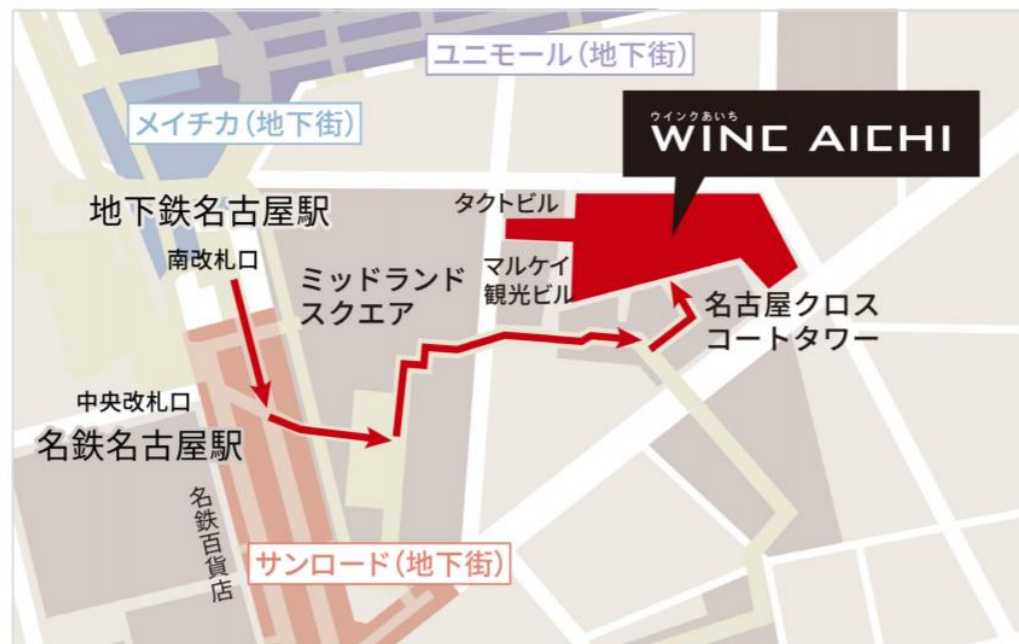 ユニモール(地下街)
メイチカ(地下街)
ウインクあいち
WINC AICHI
地下鉄名古屋駅
南改札口
タクトビル
マルケイ
観光ビル
ミッドランド
スクエア
名古屋クロス
コートタワー
中央改札口
名鉄名古屋駅
名鉄百貨店
サンロード(地下街)